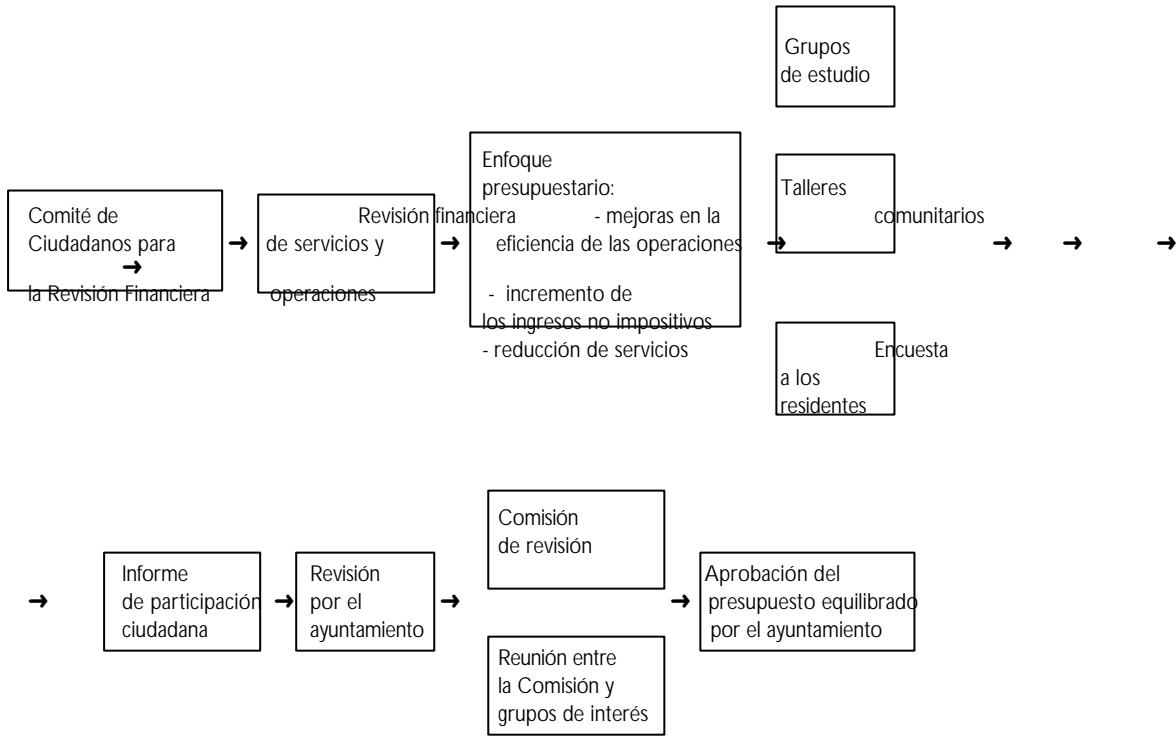 Grupos
de estudio
Enfoque
presupuestario:
Talleres
Comité de
Revisión financiera
- mejoras en la
comunitarios
Ciudadanos para
→
de servicios y
→
eficiencia de las operaciones
→
→
→
→
→
la Revisión Financiera
operaciones
- incremento de
los ingresos no impositivos
- reducción de servicios
Encuesta
a los
residentes
Comisión
de revisión
Informe
de participación
ciudadana
Revisión
por el
ayuntamiento
Aprobación del
presupuesto equilibrado
por el ayuntamiento
Reunión entre
la Comisión y
grupos de interés